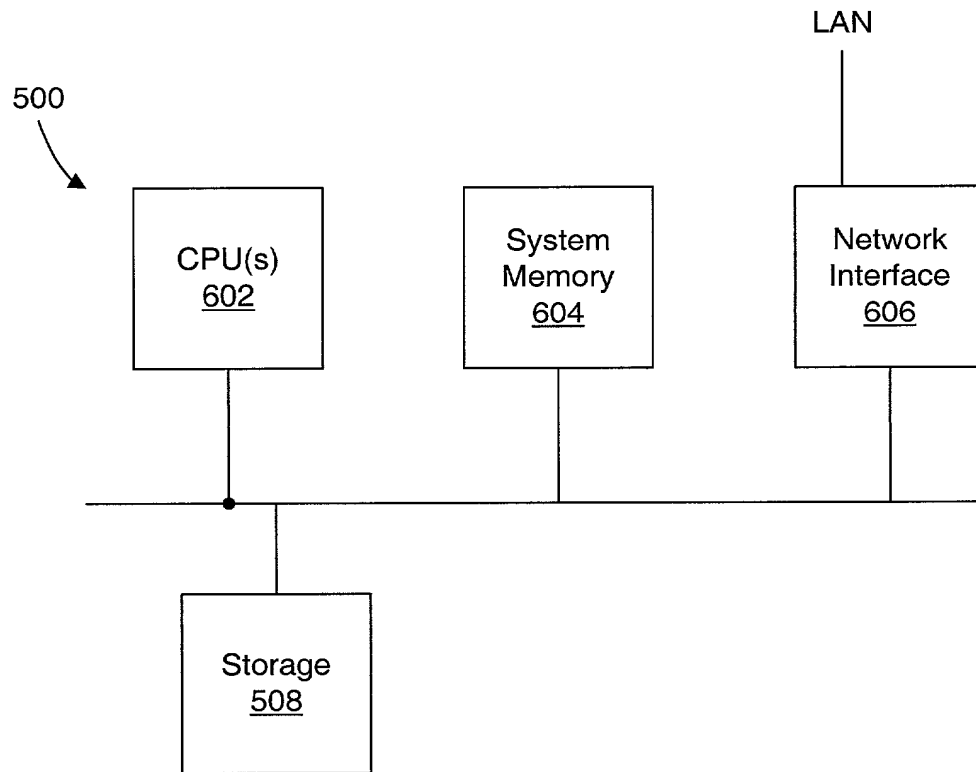 LAN
500
CPU(s)
602
System
Memory
604
Network
Interface
606
Storage
508